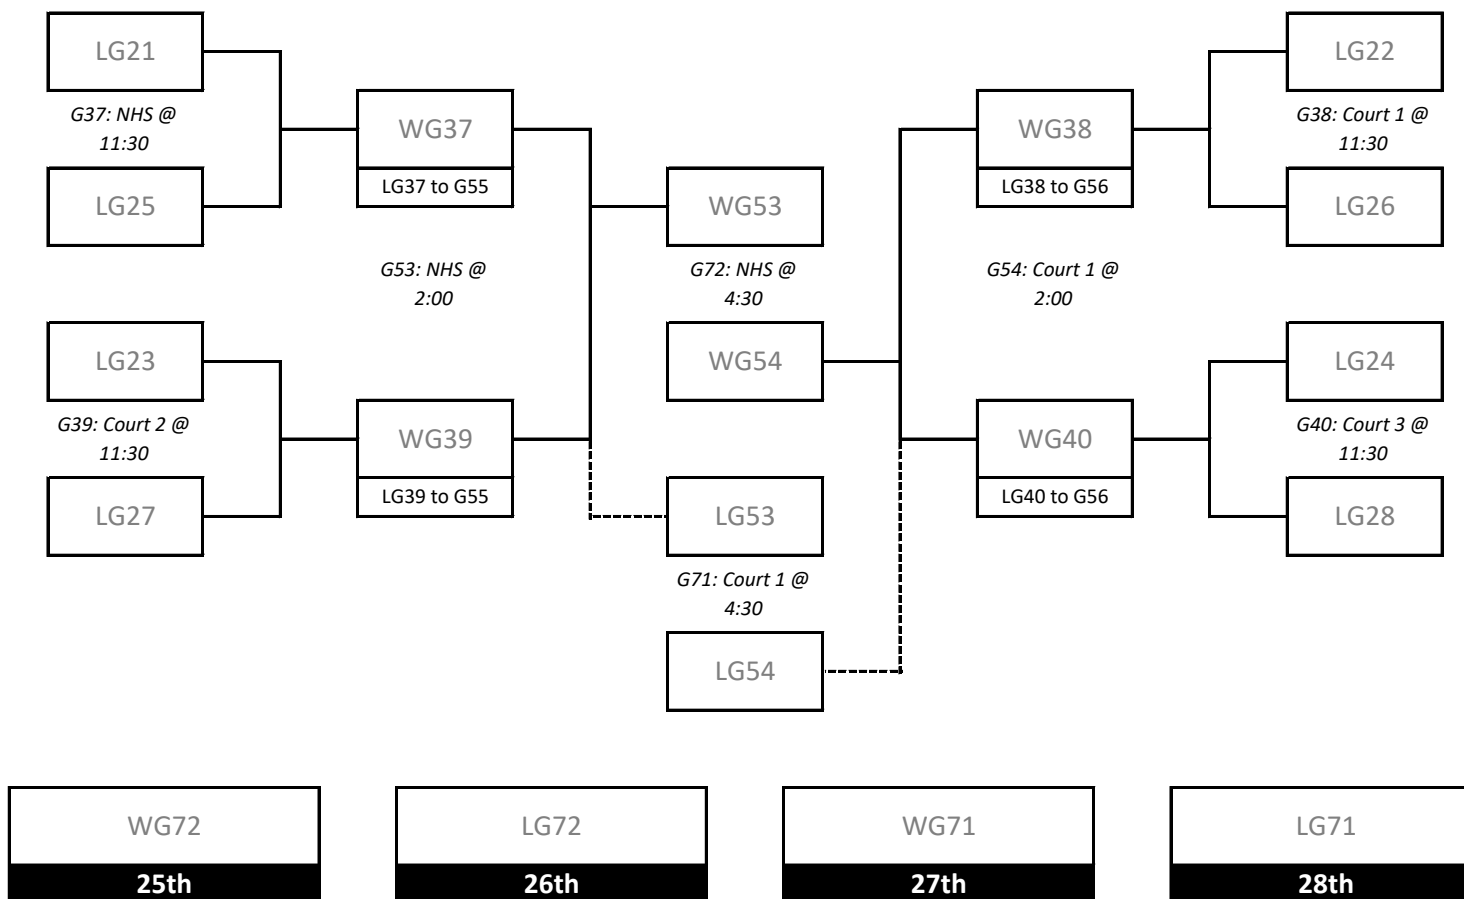 LG21
LG22
G37: NHS @
11:30
WG37
WG38
G38: Court 1 @
11:30
LG25
LG37 to G55
WG53
LG38 to G56
LG26
G53: NHS @
2:00
G72: NHS @
4:30
G54: Court 1 @
2:00
LG23
WG54
LG24
G39: Court 2 @
11:30
WG39
WG40
G40: Court 3 @
11:30
LG27
LG39 to G55
LG53
LG40 to G56
LG28
G71: Court 1 @
4:30
LG54
WG72
LG72
WG71
LG71
25th
26th
27th
28th